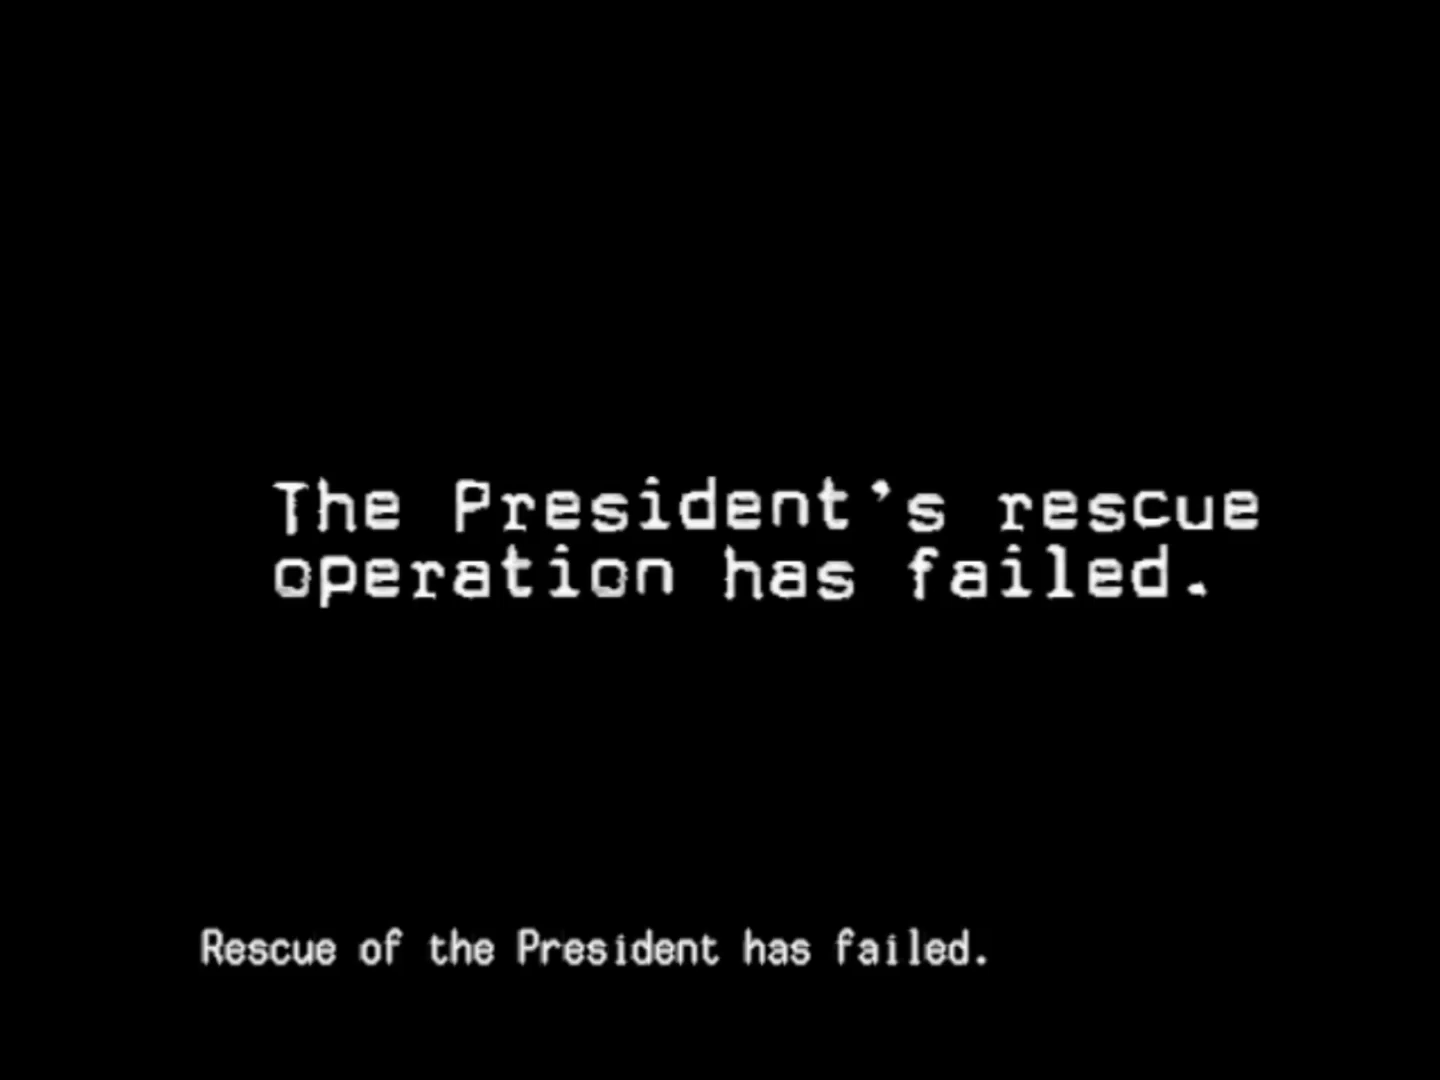 The President's rescue
operation has failed.
Rescue of the President has failed.